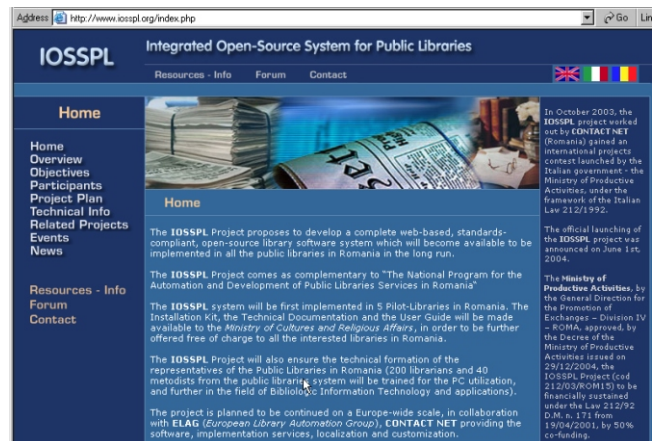 Address http://www.iosspl.org/index.php Go
IOSSPL
Integrated Open-Source System for Public Libraries
Resources - Info Forum Contact
Home
Home
Overview
Objectives
Participants
Project Plan
Technical Info
Related Projects
Events
News
Resources - Info
Forum
Contact
Home
The IOSSPL Project proposes to develop a complete web-based, standards-
compliant, open-source library software system which will become available to be
implemented in all the public libraries in Romania in the long run.
The IOSSPL Project comes as complementary to "The National Program for the
Automation and Development of Public Libraries Services in Romania"
The IOSSPL system will be first implemented in 5 Pilot-Libraries in Romania. The
Installation Kit, the Technical Documentation and the User Guide will be made
available to the Ministry of Cultures and Religious Affairs, in order to be further
offered free of charge to all the interested libraries in Romania.
The IOSSPL Project will also ensure the technical formation of the
representatives of the Public Libraries in Romania (200 librarians and 40
metodists from the public libraries system will be trained for the PC utilization,
and further in the field of Bibliologic Information Technology and applications).
The project is planned to be continued on a Europe-wide scale, in collaboration
with ELAG (European Library Automation Group), CONTACT NET providing the
software, implementation services, localization and customization.
In October 2003, the
IOSSPL project worked
out by CONTACT NET
(Romania) gained an
international projects
contest launched by the
Italian government - the
Ministry of Productive
Activities, under the
framework of the Italian
Law 212/1992.
The official launching of
the IOSSPL project was
announced on June 1st,
2004.
The Ministry of
Productive Activities, by
the General Direction for
the Promotion of
Exchanges – Division IV
– ROMA, approved, by
the Decree of the
Ministry of Productive
Activities issued on
29/12/2004, the
IOSSPL Project (cod
212/03/ROM15) to be
financially sustained
under the Law 212/92
D.M. n. 171 from
19/04/2001, by 50%
co-funding.